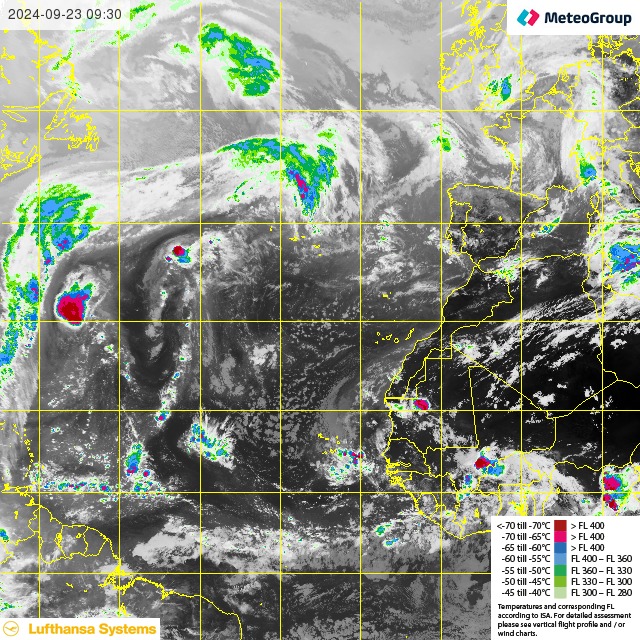 2024-09-23 09:30
MeteoGroup
<-70 till -70°C > FL 400
-70 till -65°C > FL 400
-65 till -60°C > FL 400
-60 till -55°C FL 400 – FL 360
-55 till -50°C FL 360 – FL 330
-50 till -45°C FL 330 – FL 300
-45 till -40°C FL 300 – FL 280
Temperatures and corresponding FL
according to ISA. For detailed assessment
please see vertical flight profile and / or
wind charts.
Lufthansa Systems